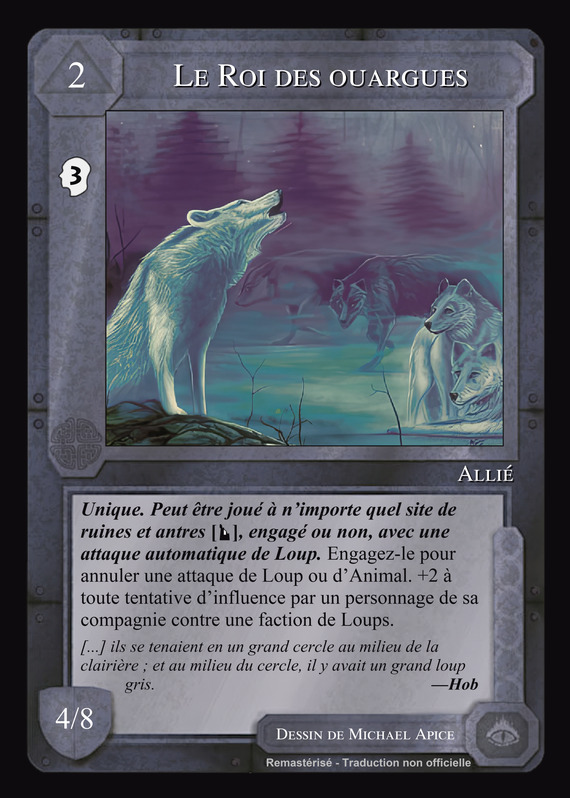 2
LE ROI DES OUARGUES
3
ALLIÉ
Unique. Peut être joué à n'importe quel site de
ruines et antres [], engagé ou non, avec une
attaque automatique de Loup. Engagez-le pour
annuler une attaque de Loup ou d'Animal. +2 à
toute tentative d'influence par un personnage de sa
compagnie contre une faction de Loups.
[...] ils se tenaient en un grand cercle au milieu de la
clairière ; et au milieu du cercle, il y avait un grand loup
gris. —Hob
4/8
DESSIN DE MICHAEL APICE
Remastérisé - Traduction non officielle